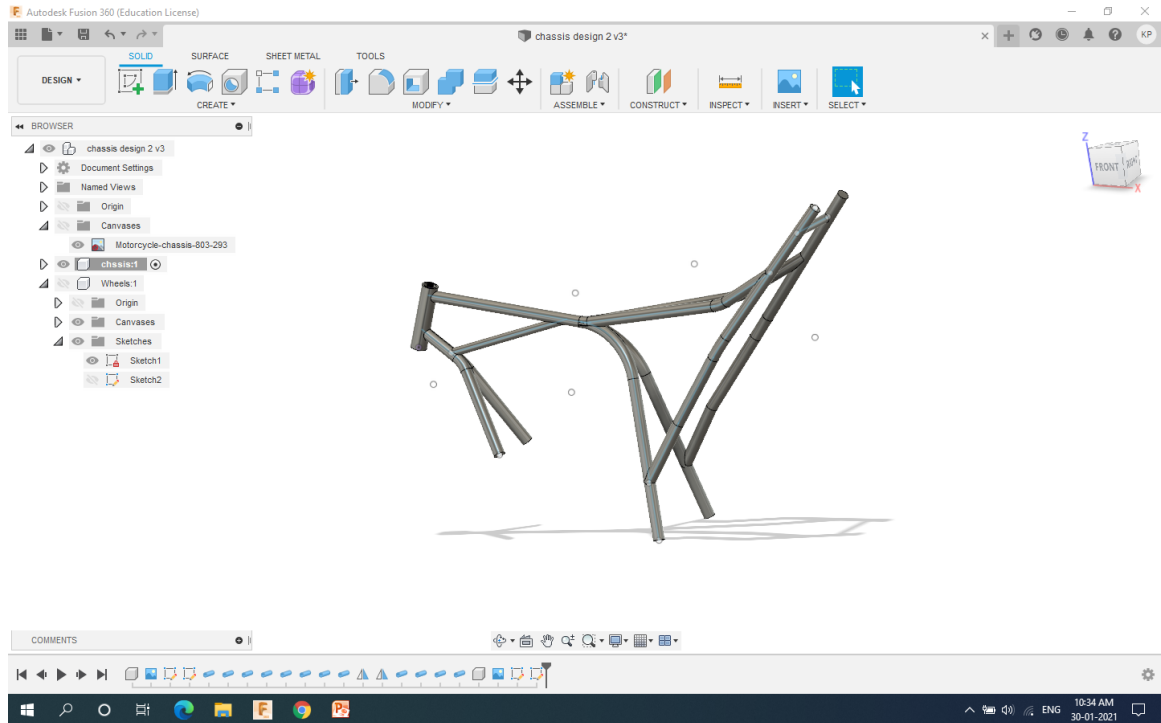 Autodesk Fusion 360 (Education License)
chassis design 2 v3*
KP
SOLID SURFACE SHEET METAL TOOLS
DESIGN
CREATE MODIFY ASSEMBLE CONSTRUCT INSPECT INSERT SELECT
BROWSER
chassis design 2 v3
Document Settings
Named Views
Origin
Canvases
Motorcycle-chassis-803-293
chssis:1
Wheels:1
Origin
Canvases
Sketches
Sketch1
Sketch2
Z
FRONT RIGHT
X
COMMENTS
ENG
10:34 AM
30-01-2021